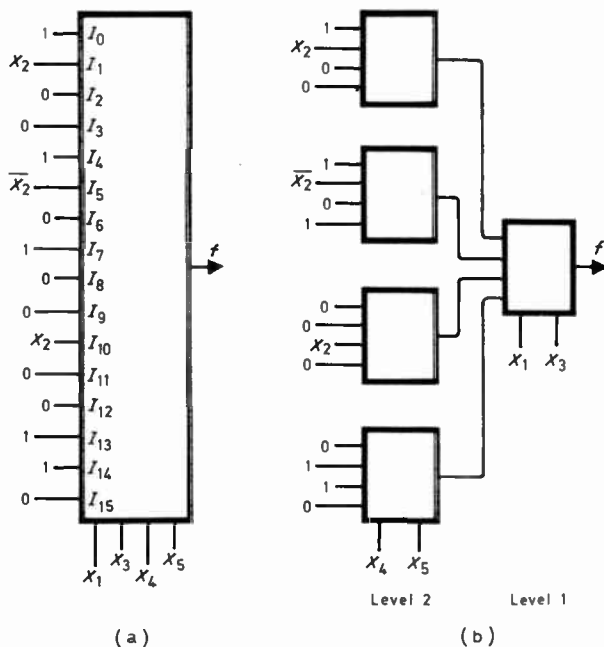 1 I₀
X₂ I₁
0 I₂
0 I₃
1 I₄
X̅₂ I₅
0 I₆
1 I₇
0 I₈
0 I₉
X₂ I₁₀
0 I₁₁
0 I₁₂
1 I₁₃
1 I₁₄
0 I₁₅
f
X₁ X₃ X₄ X₅
(a)
1
X₂
0
0
1
X̅₂
0
1
0
0
X₂
0
0
1
1
0
X₄ X₅
f
X₁ X₃
Level 2 Level 1
(b)